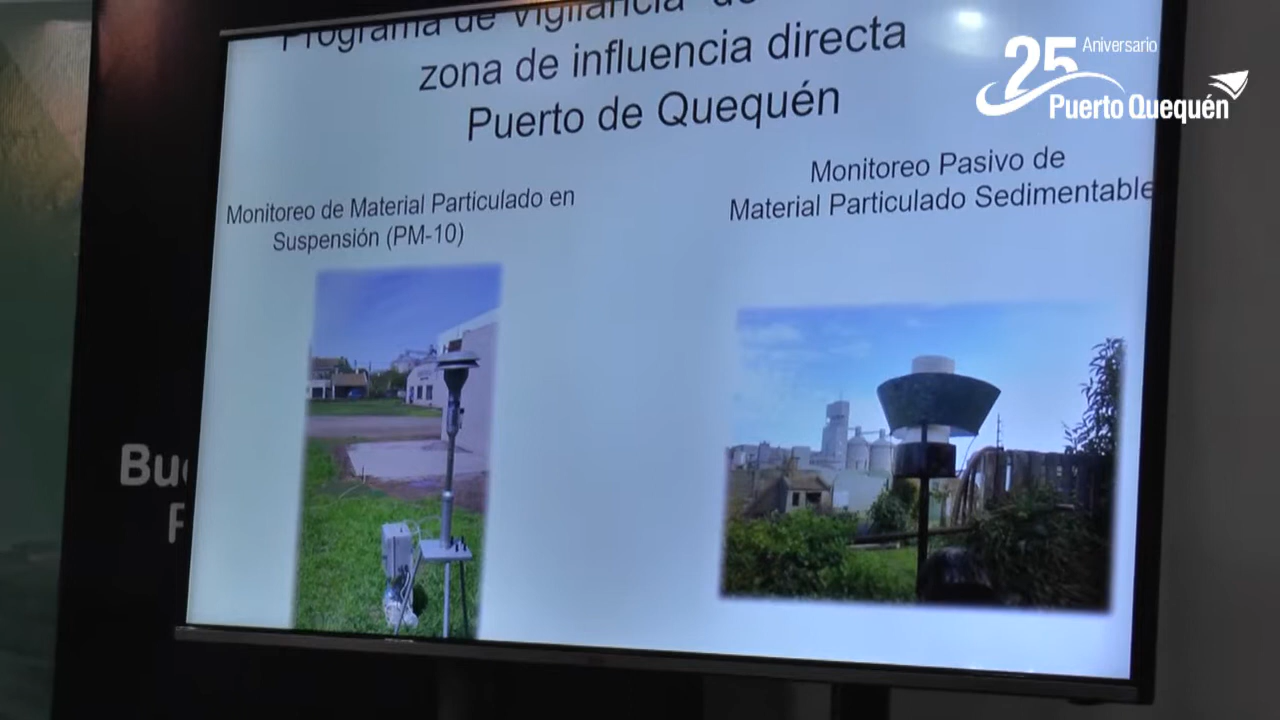 Programa de Vigilancia
zona de influencia directa
Puerto de Quequén
25 Aniversario
Puerto Quequén
Monitoreo de Material Particulado en
Suspensión (PM-10)
Monitoreo Pasivo de
Material Particulado Sedimentable